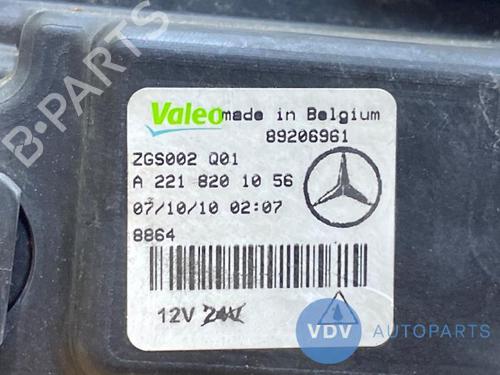 B-PARTS
Valeo made in Belgium
89206961
ZGS002 Q01
A 221 820 10 56
07/10/10 02:07
8864
12V 24V
VDV AUTOPARTS